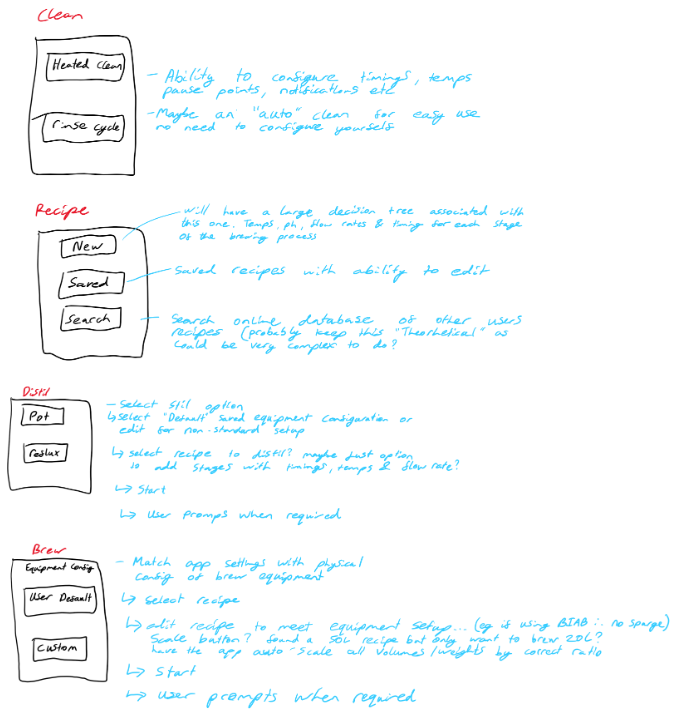 Clean
Heated clean
rinse cycle
- Ability to configure timings, temps
pause points, notifications etc
- Maybe an "auto" clean for easy use
no need to configure yourself
Recipe
New
Saved
Search
- will have a large decision tree associated with
this one. Temps, ph, flow rates & timing for each stage
of the brewing process
- Saved recipes with ability to edit
- Search online database of other users
recipes (probably keep this "Theorhetical" as
could be very complex to do?
Distil
Pot
reflux
- Select still option
↳ select "Default" saved equipment configuration or
edit for non-standard setup
↳ select recipe to distil? maybe just option
to add stages with timings, temps & flow rate?
↳ Start
↳ User promps when required
Brew
Equipment Config
User Default
Custom
- Match app settings with physical
config of brew equipment
↳ Select recipe
↳ edit recipe to meet equipment setup... (eg if using BIAB ∴ no sparge)
Scale button? found a 50L recipe but only want to brew 20L?
have the app auto-scale all volumes/weights by correct ratio
↳ Start
↳ User prompts when required